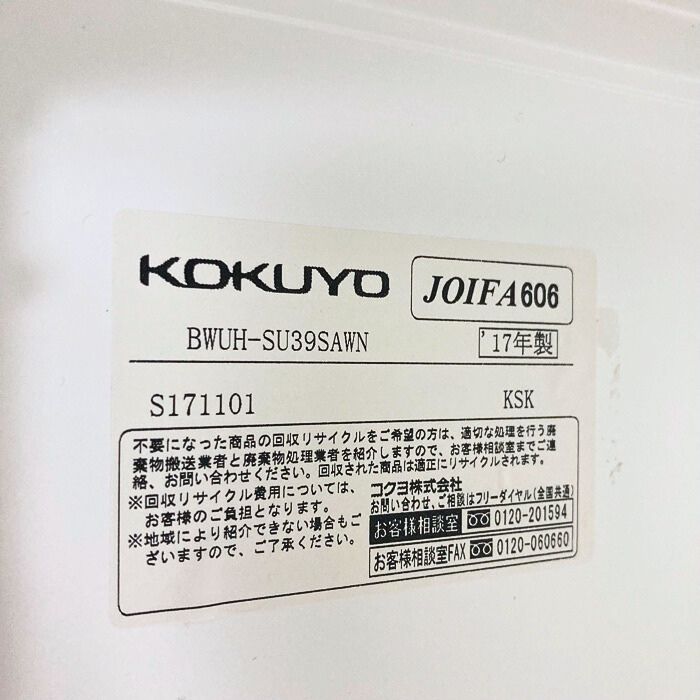 KOKUYO
JOIFA606
BWUH-SU39SAWN
'17年製
S171101
KSK
不要になった商品の回収リサイクルをご希望の方は、適切な処理を行う廃
棄物搬送業者と廃棄物処理業者を紹介しますので、お客様相談室までご連
絡、お問い合わせください。回収された商品は適正にリサイクルされます。
※回収リサイクル費用については、
お客様のご負担となります。
※地域により紹介できない場合もご
ざいますので、ご了承ください。
コクヨ株式会社
お問い合わせ、ご相談はフリーダイヤル(全国共通)
お客様相談室 0120-201594
お客様相談室FAX 0120-060660